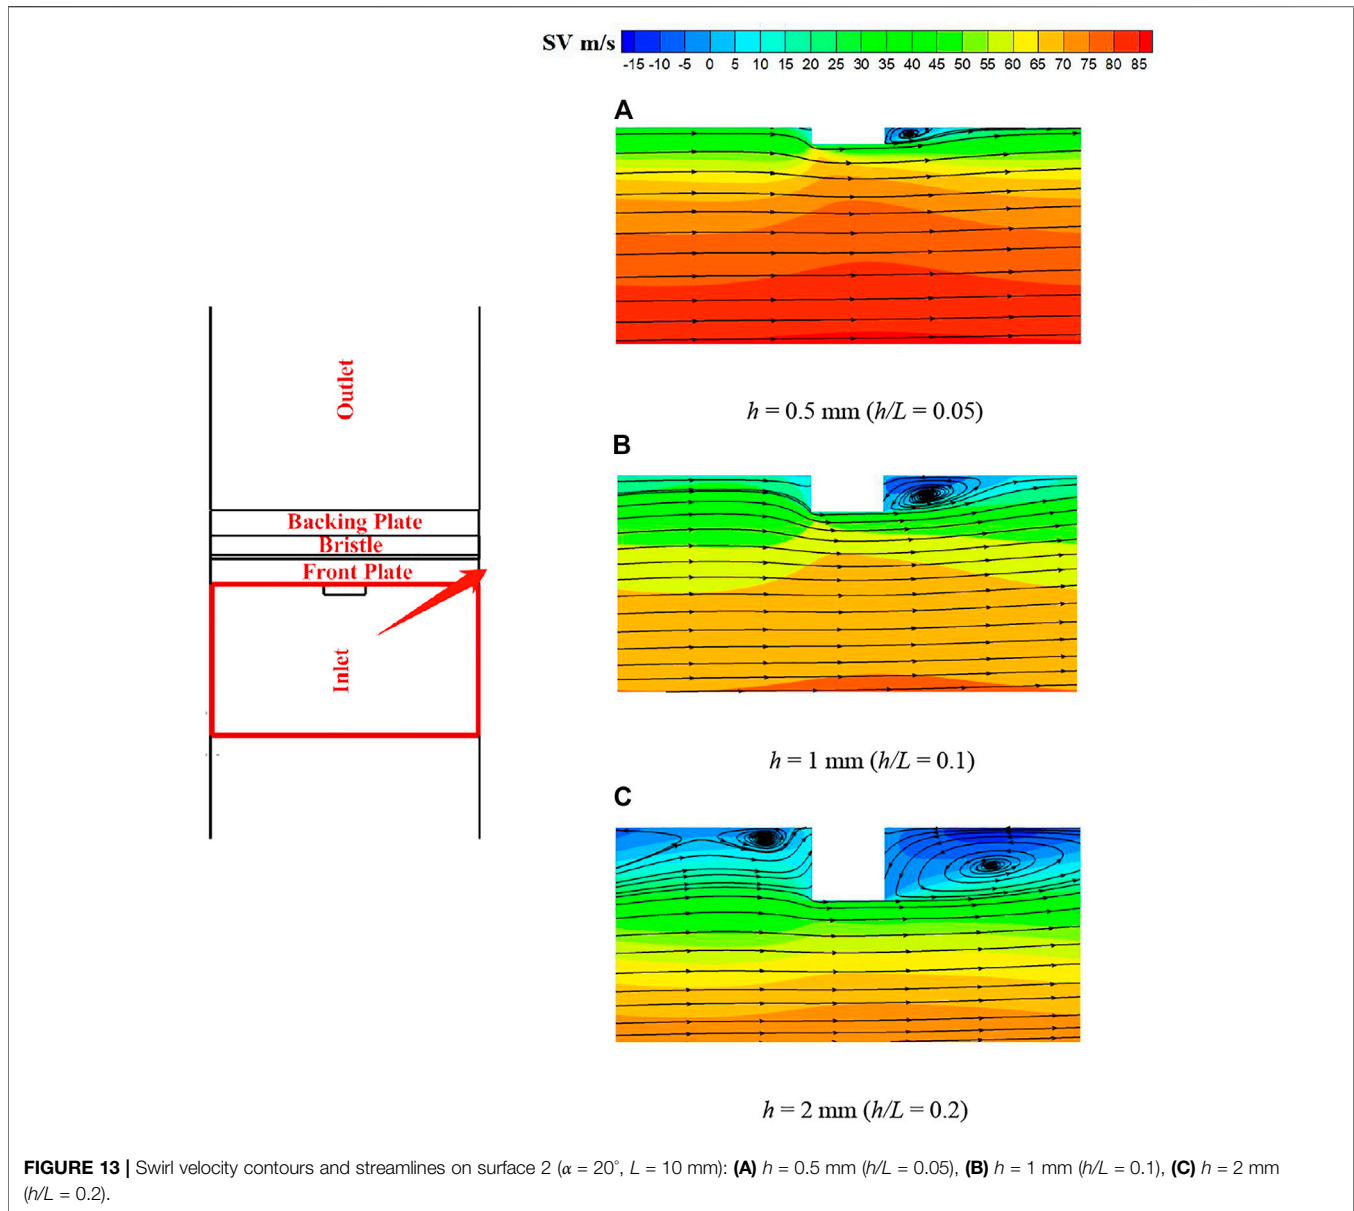 SV m/s
-15 -10 -5 0 5 10 15 20 25 30 35 40 45 50 55 60 65 70 75 80 85
A
h = 0.5 mm (h/L = 0.05)
B
h = 1 mm (h/L = 0.1)
C
h = 2 mm (h/L = 0.2)
Outlet
Backing Plate
Bristle
Front Plate
Inlet
FIGURE 13 | Swirl velocity contours and streamlines on surface 2 (α = 20°, L = 10 mm): (A) h = 0.5 mm (h/L = 0.05), (B) h = 1 mm (h/L = 0.1), (C) h = 2 mm
(h/L = 0.2).